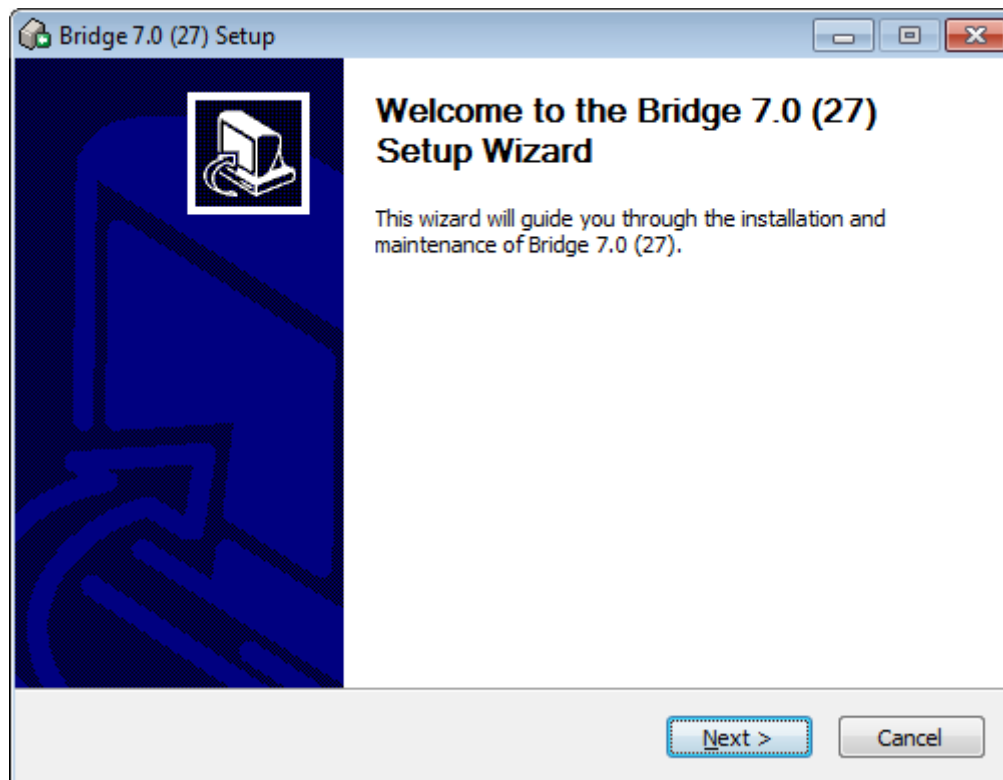 Bridge 7.0 (27) Setup
Welcome to the Bridge 7.0 (27)
Setup Wizard
This wizard will guide you through the installation and
maintenance of Bridge 7.0 (27).
Next >
Cancel